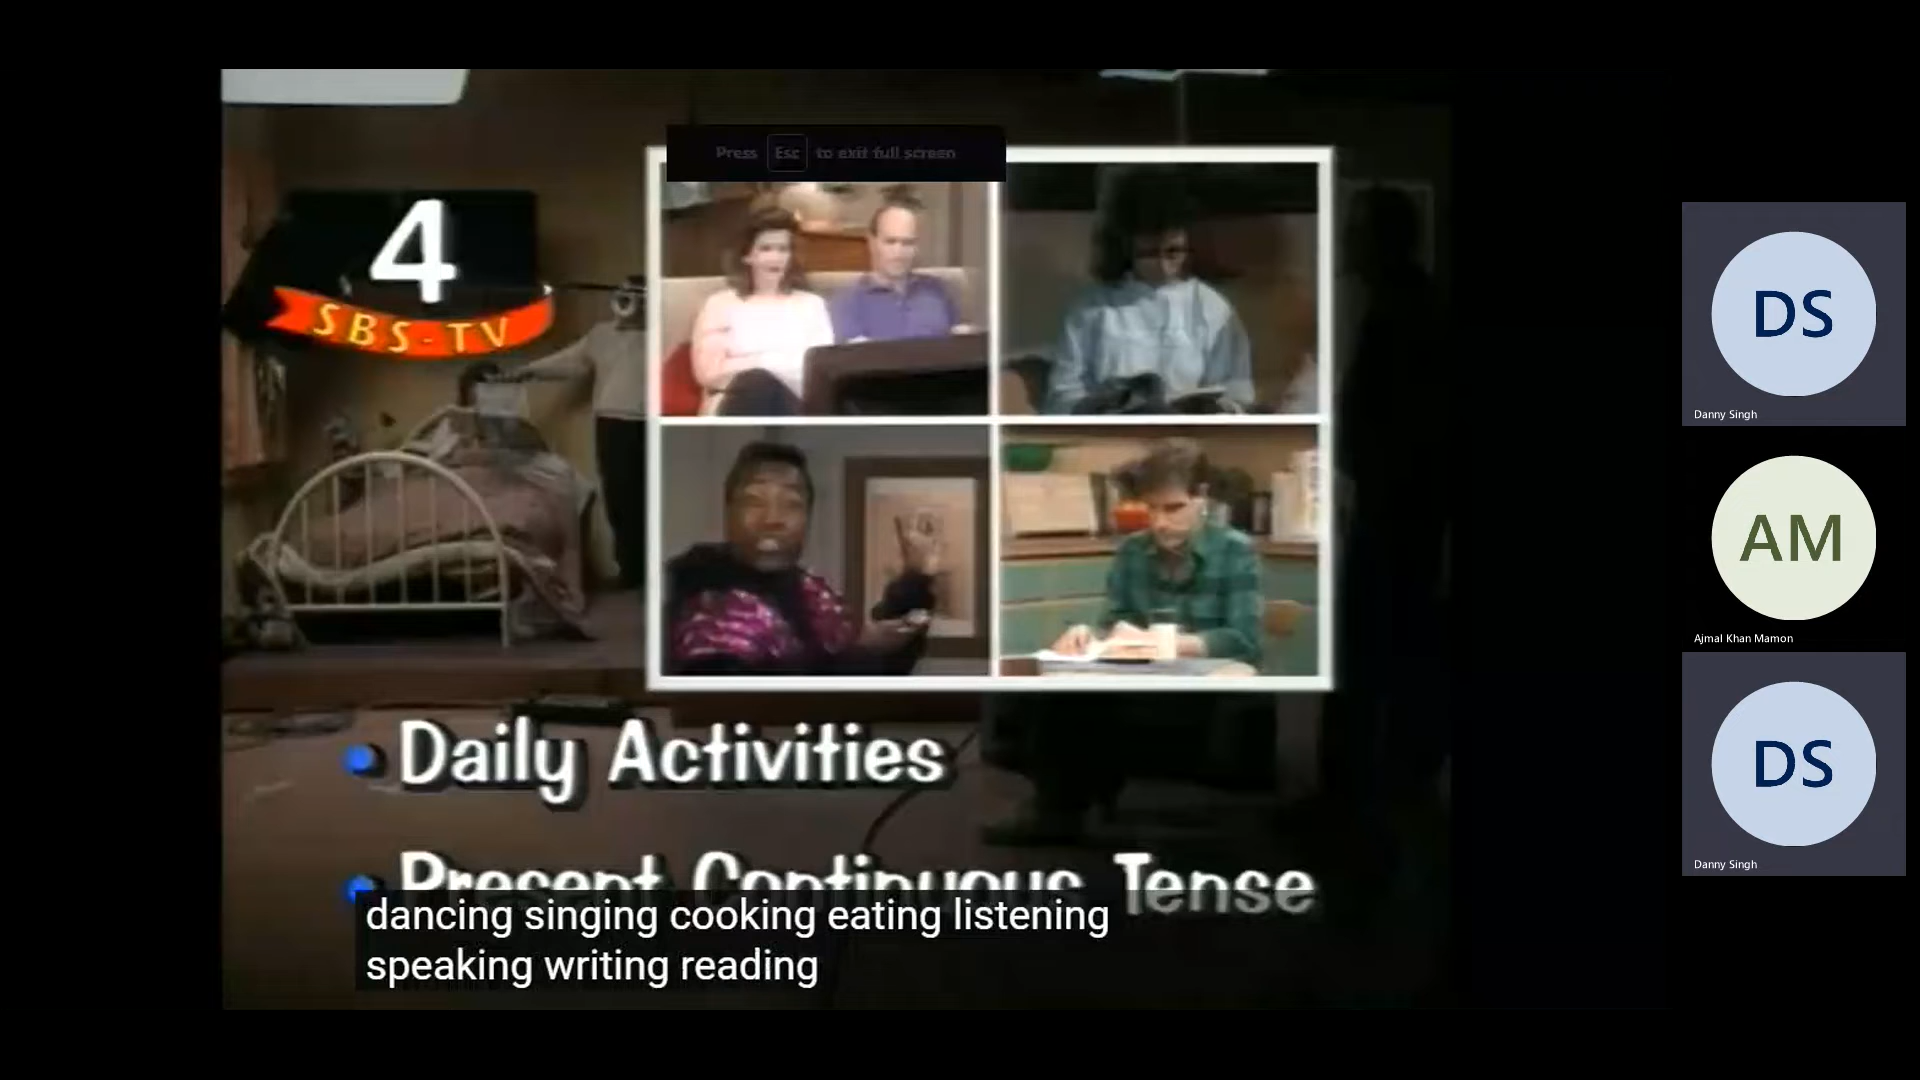 Press Esc to exit full screen
4
SBS-TV
• Daily Activities
• Present Continuous Tense
dancing singing cooking eating listening
speaking writing reading
DS
Danny Singh
AM
Ajmal Khan Mamon
DS
Danny Singh